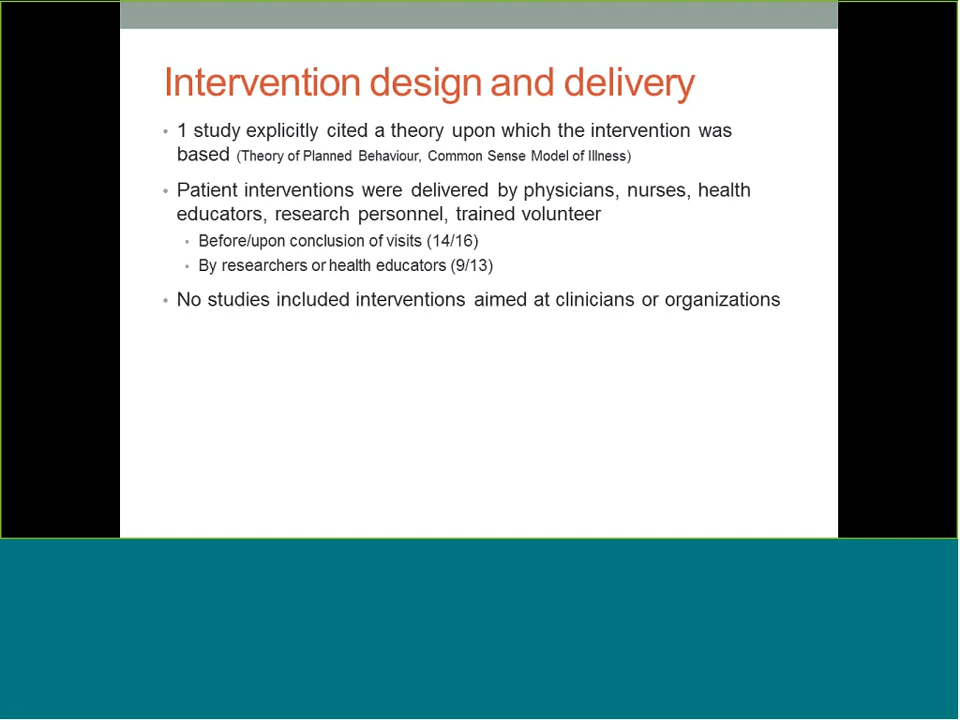 Intervention design and delivery
• 1 study explicitly cited a theory upon which the intervention was
based (Theory of Planned Behaviour, Common Sense Model of Illness)
• Patient interventions were delivered by physicians, nurses, health
educators, research personnel, trained volunteer
• Before/upon conclusion of visits (14/16)
• By researchers or health educators (9/13)
• No studies included interventions aimed at clinicians or organizations